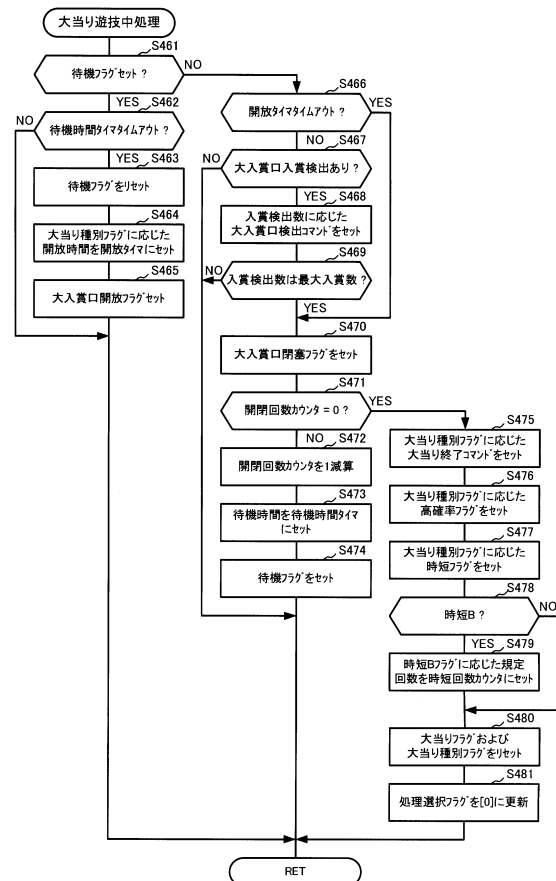 大当り遊技中処理
S461
待機フラグセット？
NO
YES
S462
NO
待機時間タイマタイムアウト？
YES
S463
待機フラグをリセット
S464
大当り種別フラグに応じた
開放時間を開放タイマにセット
S465
大入賞口開放フラグセット
S466
開放タイマタイムアウト？
YES
NO
S467
NO
大入賞口入賞検出あり？
YES
S468
入賞検出数に応じた
大入賞口検出コマンドをセット
S469
NO
入賞検出数は最大入賞数？
YES
S470
大入賞口閉塞フラグをセット
S471
開閉回数カウンタ＝0？
YES
NO
S472
開閉回数カウンタを1減算
S473
待機時間を待機時間タイマ
にセット
S474
待機フラグをセット
S475
大当り種別フラグに応じた
大当り終了コマンドをセット
S476
大当り種別フラグに応じた
高確率フラグをセット
S477
大当り種別フラグに応じた
時短フラグをセット
S478
時短B？
NO
YES
S479
時短Bフラグに応じた規定
回数を時短回数カウンタにセット
S480
大当りフラグおよび
大当り種別フラグをリセット
S481
処理選択フラグを[0]に更新
RET